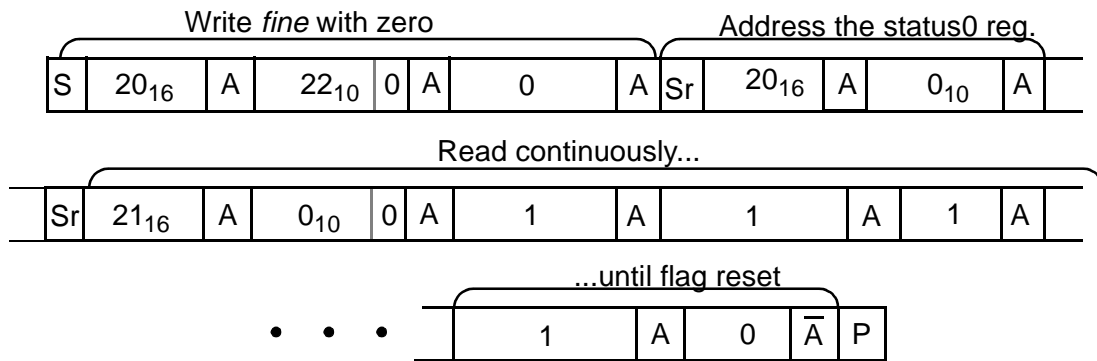 Write fine with zero Address the status0 reg.
S 20₁₆ A 22₁₀ 0 A 0 A Sr 20₁₆ A 0₁₀ A
Read continuously...
Sr 21₁₆ A 0₁₀ 0 A 1 A 1 A 1 A
...until flag reset
• • • 1 A 0 A̅ P